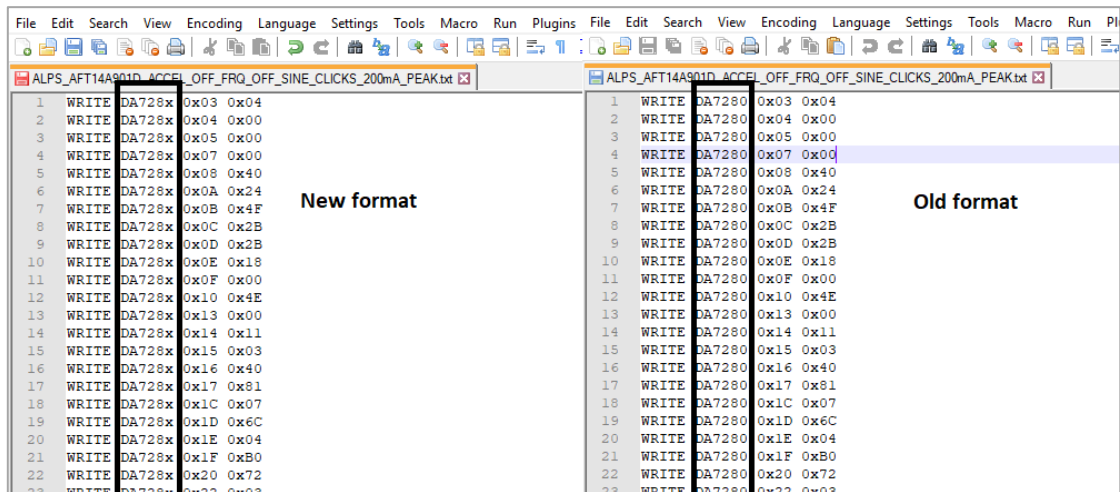 File Edit Search View Encoding Language Settings Tools Macro Run Plugins
ALPS_AFT14A901D_ACCEL_OFF_FRQ_OFF_SINE_CLICKS_200mA_PEAK.txt
1 WRITE DA728x 0x03 0x04
2 WRITE DA728x 0x04 0x00
3 WRITE DA728x 0x05 0x00
4 WRITE DA728x 0x07 0x00
5 WRITE DA728x 0x08 0x40
6 WRITE DA728x 0x0A 0x24
7 WRITE DA728x 0x0B 0x4F
8 WRITE DA728x 0x0C 0x2B
9 WRITE DA728x 0x0D 0x2B
10 WRITE DA728x 0x0E 0x18
11 WRITE DA728x 0x0F 0x00
12 WRITE DA728x 0x10 0x4E
13 WRITE DA728x 0x13 0x00
14 WRITE DA728x 0x14 0x11
15 WRITE DA728x 0x15 0x03
16 WRITE DA728x 0x16 0x40
17 WRITE DA728x 0x17 0x81
18 WRITE DA728x 0x1C 0x07
19 WRITE DA728x 0x1D 0x6C
20 WRITE DA728x 0x1E 0x04
21 WRITE DA728x 0x1F 0xB0
22 WRITE DA728x 0x20 0x72
23 WRITE DA728x 0x22 0x03
New format
File Edit Search View Encoding Language Settings Tools Macro Run Pl
ALPS_AFT14A901D_ACCEL_OFF_FRQ_OFF_SINE_CLICKS_200mA_PEAK.txt
1 WRITE DA7280 0x03 0x04
2 WRITE DA7280 0x04 0x00
3 WRITE DA7280 0x05 0x00
4 WRITE DA7280 0x07 0x00
5 WRITE DA7280 0x08 0x40
6 WRITE DA7280 0x0A 0x24
7 WRITE DA7280 0x0B 0x4F
8 WRITE DA7280 0x0C 0x2B
9 WRITE DA7280 0x0D 0x2B
10 WRITE DA7280 0x0E 0x18
11 WRITE DA7280 0x0F 0x00
12 WRITE DA7280 0x10 0x4E
13 WRITE DA7280 0x13 0x00
14 WRITE DA7280 0x14 0x11
15 WRITE DA7280 0x15 0x03
16 WRITE DA7280 0x16 0x40
17 WRITE DA7280 0x17 0x81
18 WRITE DA7280 0x1C 0x07
19 WRITE DA7280 0x1D 0x6C
20 WRITE DA7280 0x1E 0x04
21 WRITE DA7280 0x1F 0xB0
22 WRITE DA7280 0x20 0x72
23 WRITE DA7280 0x22 0x03
Old format